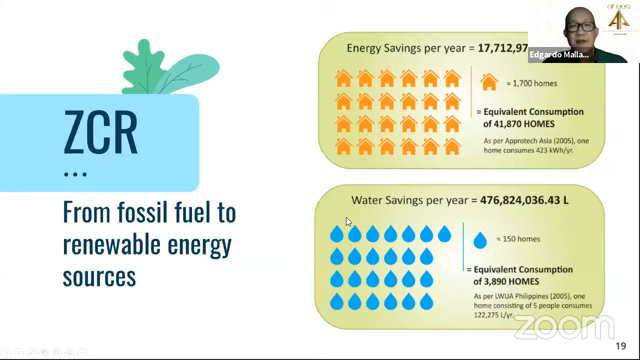 ZCR
...
From fossil fuel to
renewable energy
sources
Energy Savings per year = 17,712,97
= 1,700 homes
= Equivalent Consumption
of 41,870 HOMES
As per Approtech Asia (2005), one
home consumes 423 kWh/yr.
Water Savings per year = 476,824,036.43 L
= 150 homes
= Equivalent Consumption of
3,890 HOMES
As per LWUA Philippines (2005), one
home consisting of 5 people consumes
122,275 L/yr.
Edgardo Malla...
zoom
19